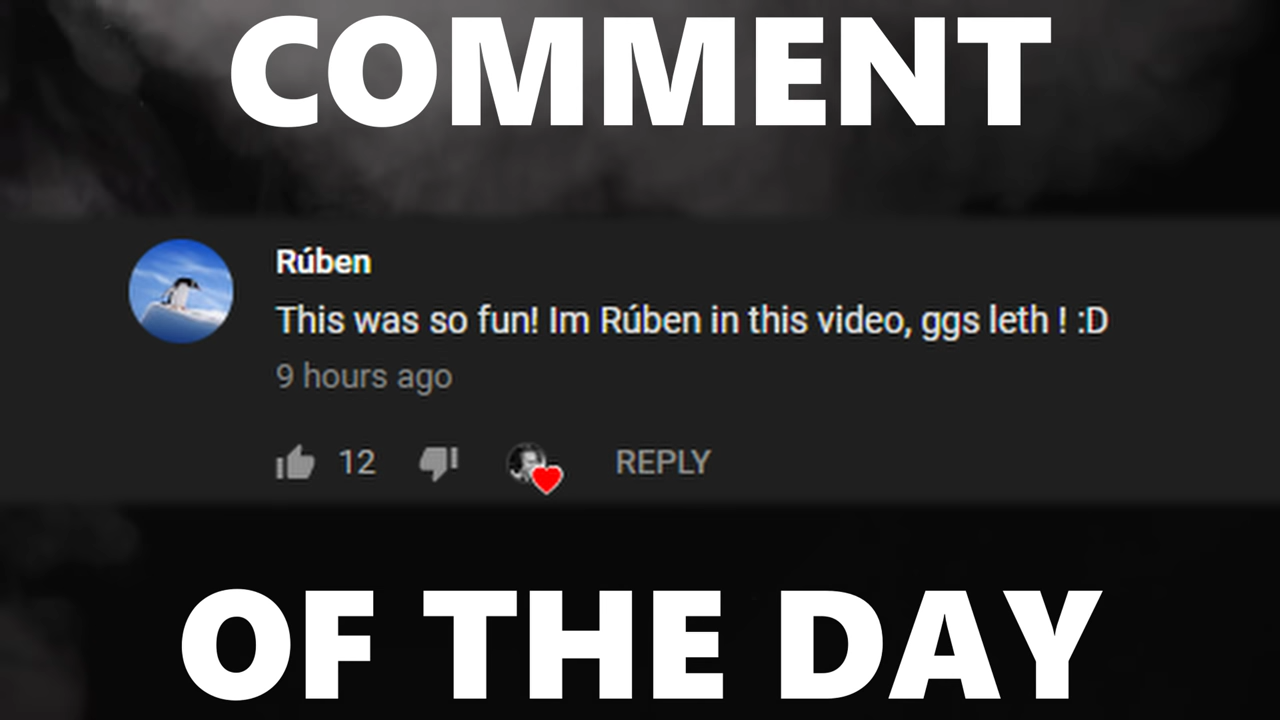 COMMENT
Rúben
This was so fun! Im Rúben in this video, ggs leth ! :D
9 hours ago
12
REPLY
OF THE DAY